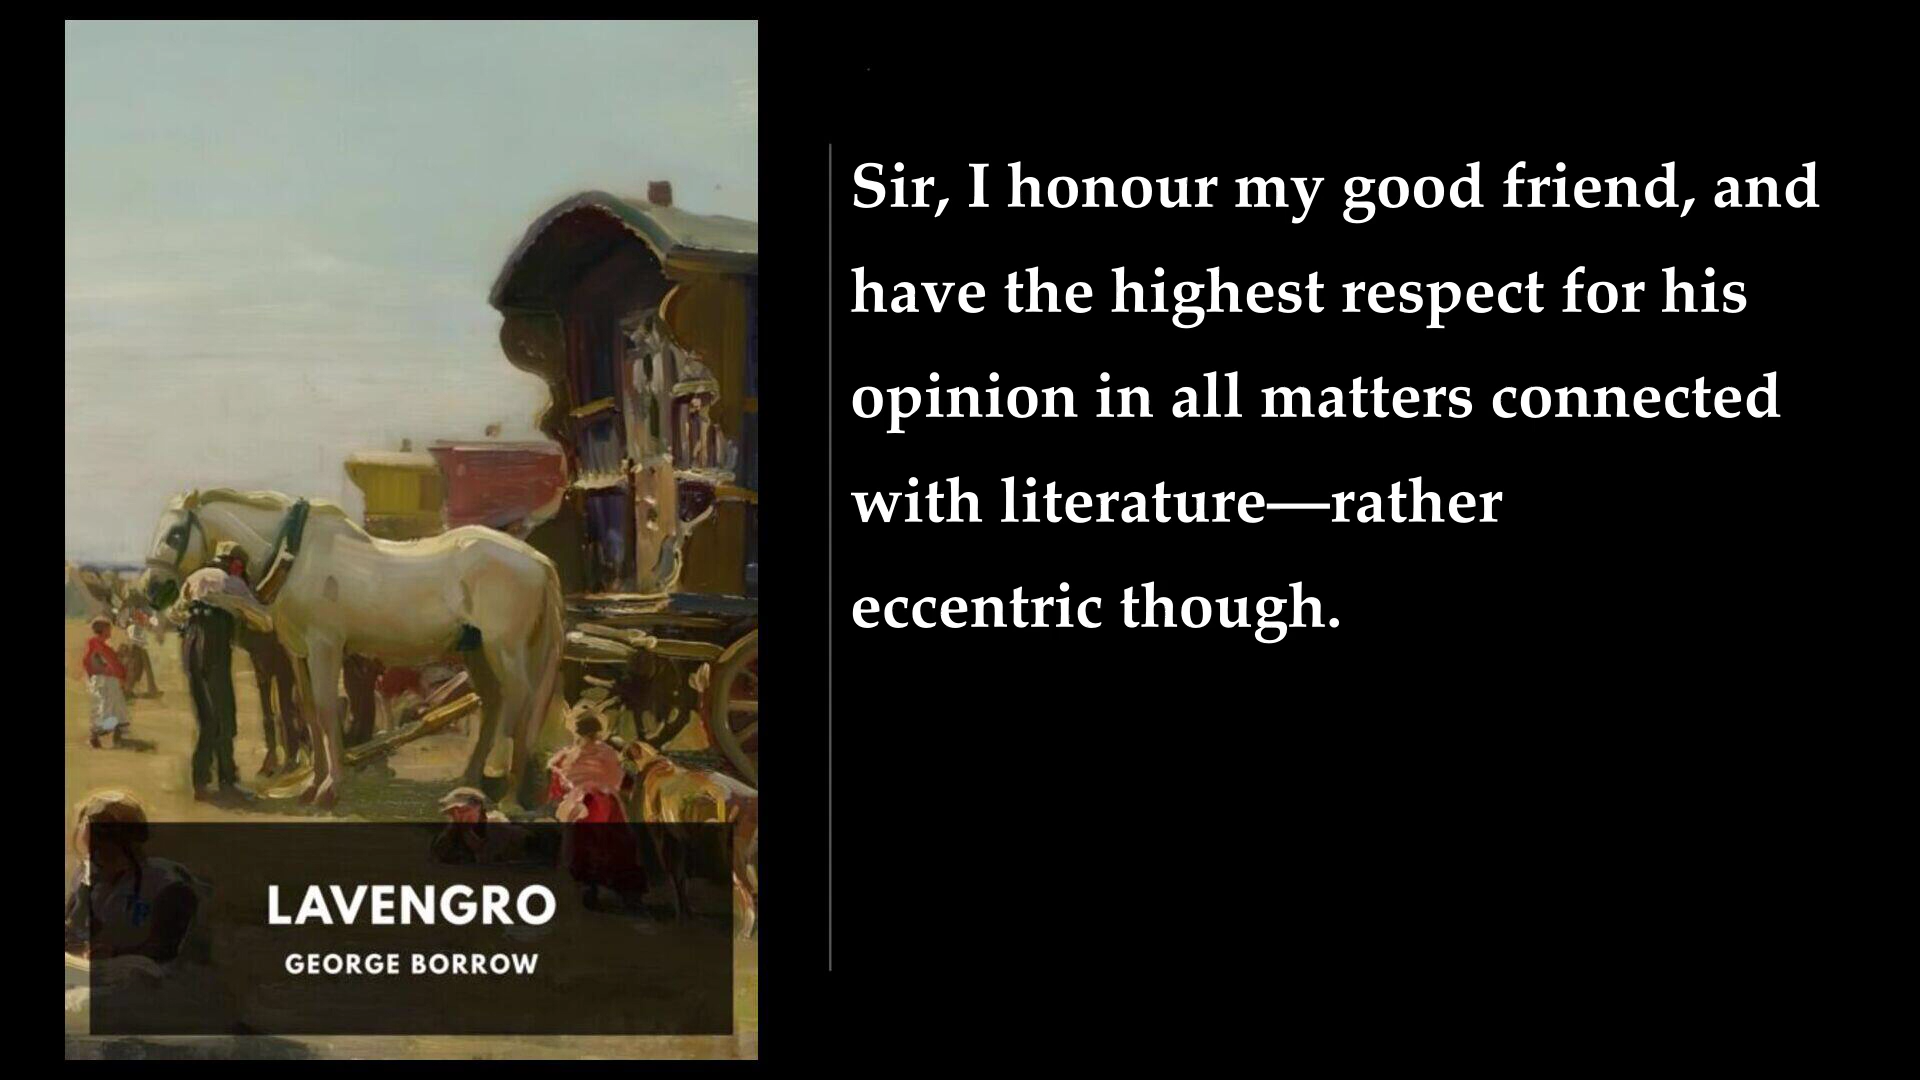 Sir, I honour my good friend, and
have the highest respect for his
opinion in all matters connected
with literature—rather
eccentric though.
LAVENGRO
GEORGE BORROW